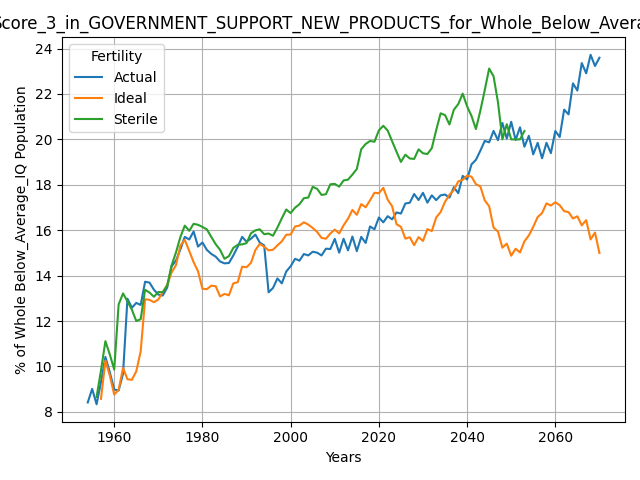 Score_3_in_GOVERNMENT_SUPPORT_NEW_PRODUCTS_for_Whole_Below_Avera
Fertility
Actual
Ideal
Sterile
% of Whole Below_Average_IQ Population
24
22
20
18
16
14
12
10
8
1960 1980 2000 2020 2040 2060
Years